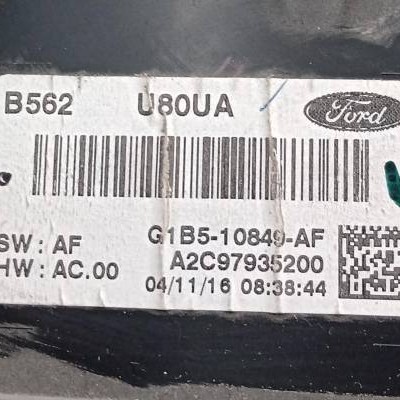 B562 U80UA Ford
SW: AF G1B5-10849-AF
HW: AC.00 A2C97935200
04/11/16 08:38:44